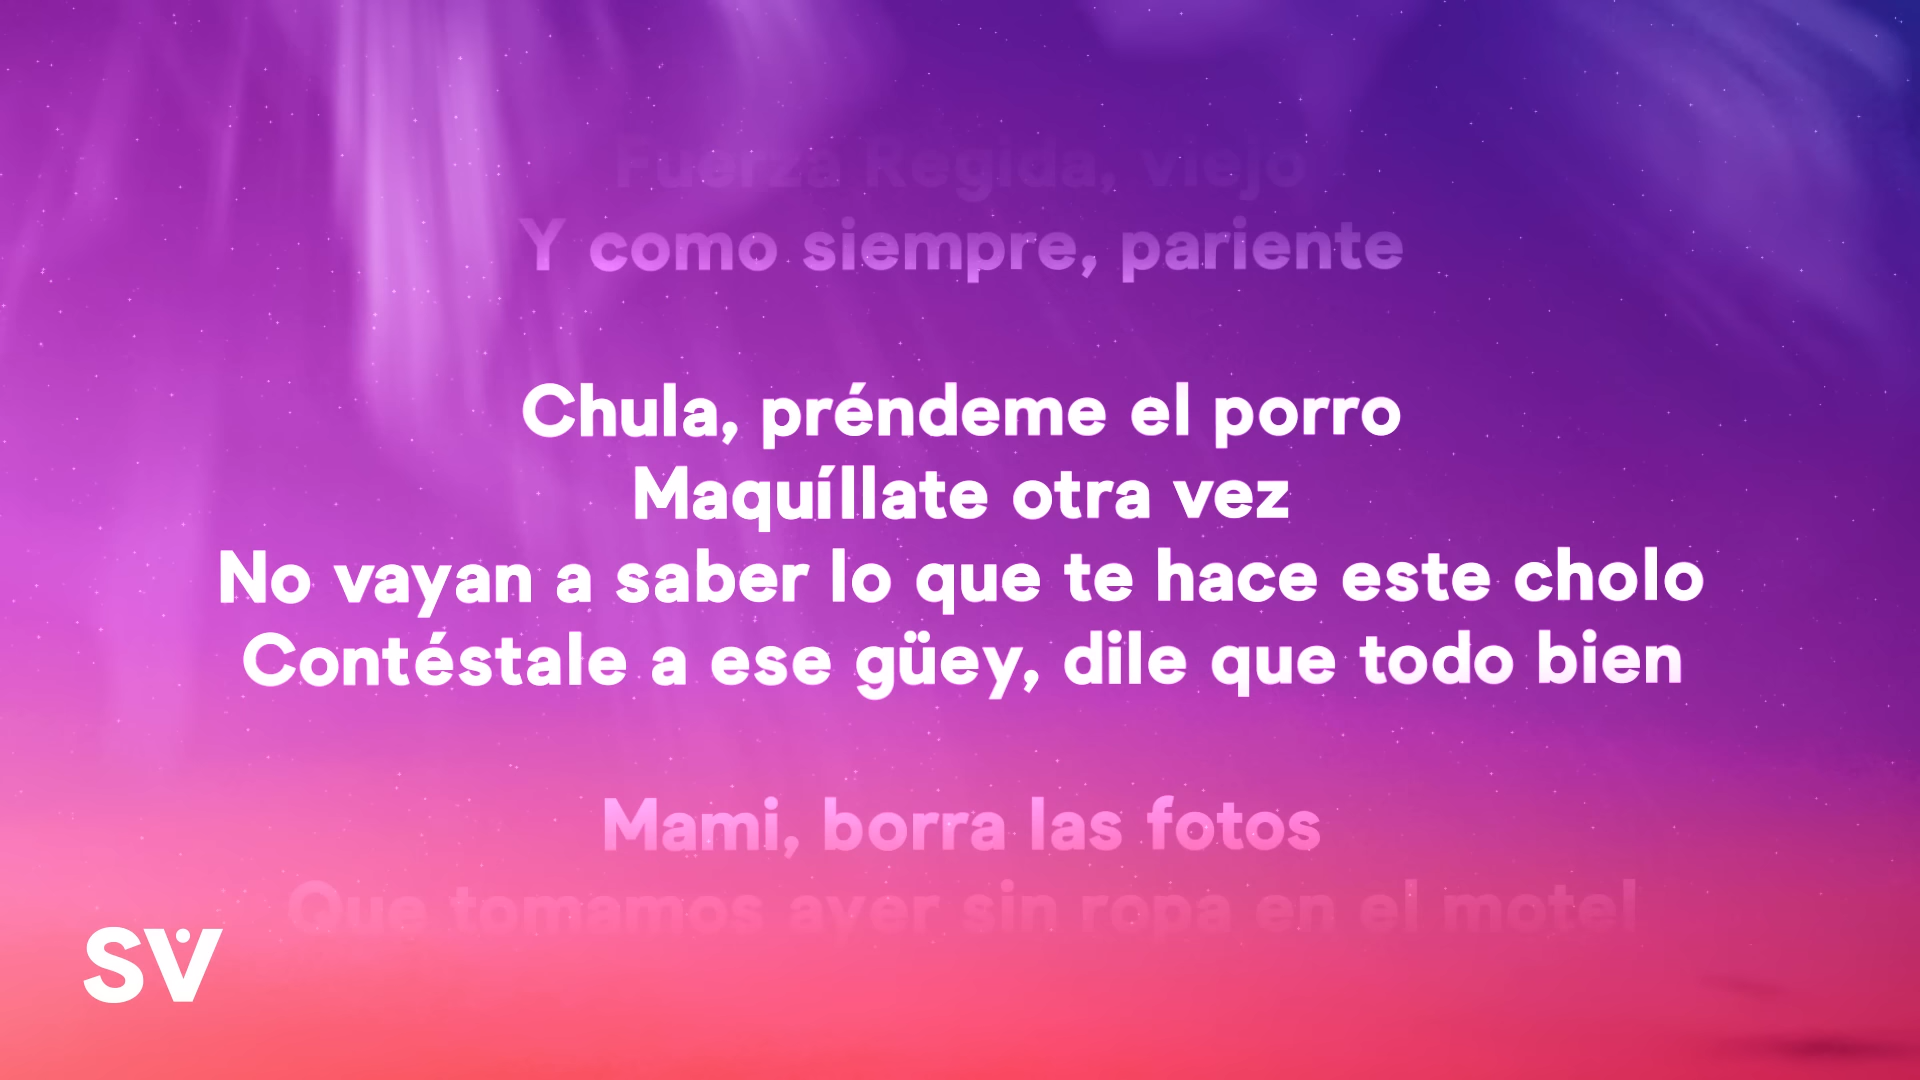 Fuerza Regida, viejo
Y como siempre, pariente
Chula, préndeme el porro
Maquíllate otra vez
No vayan a saber lo que te hace este cholo
Contéstale a ese güey, dile que todo bien
Mami, borra las fotos
Que tomamos ayer sin ropa en el motel
SV